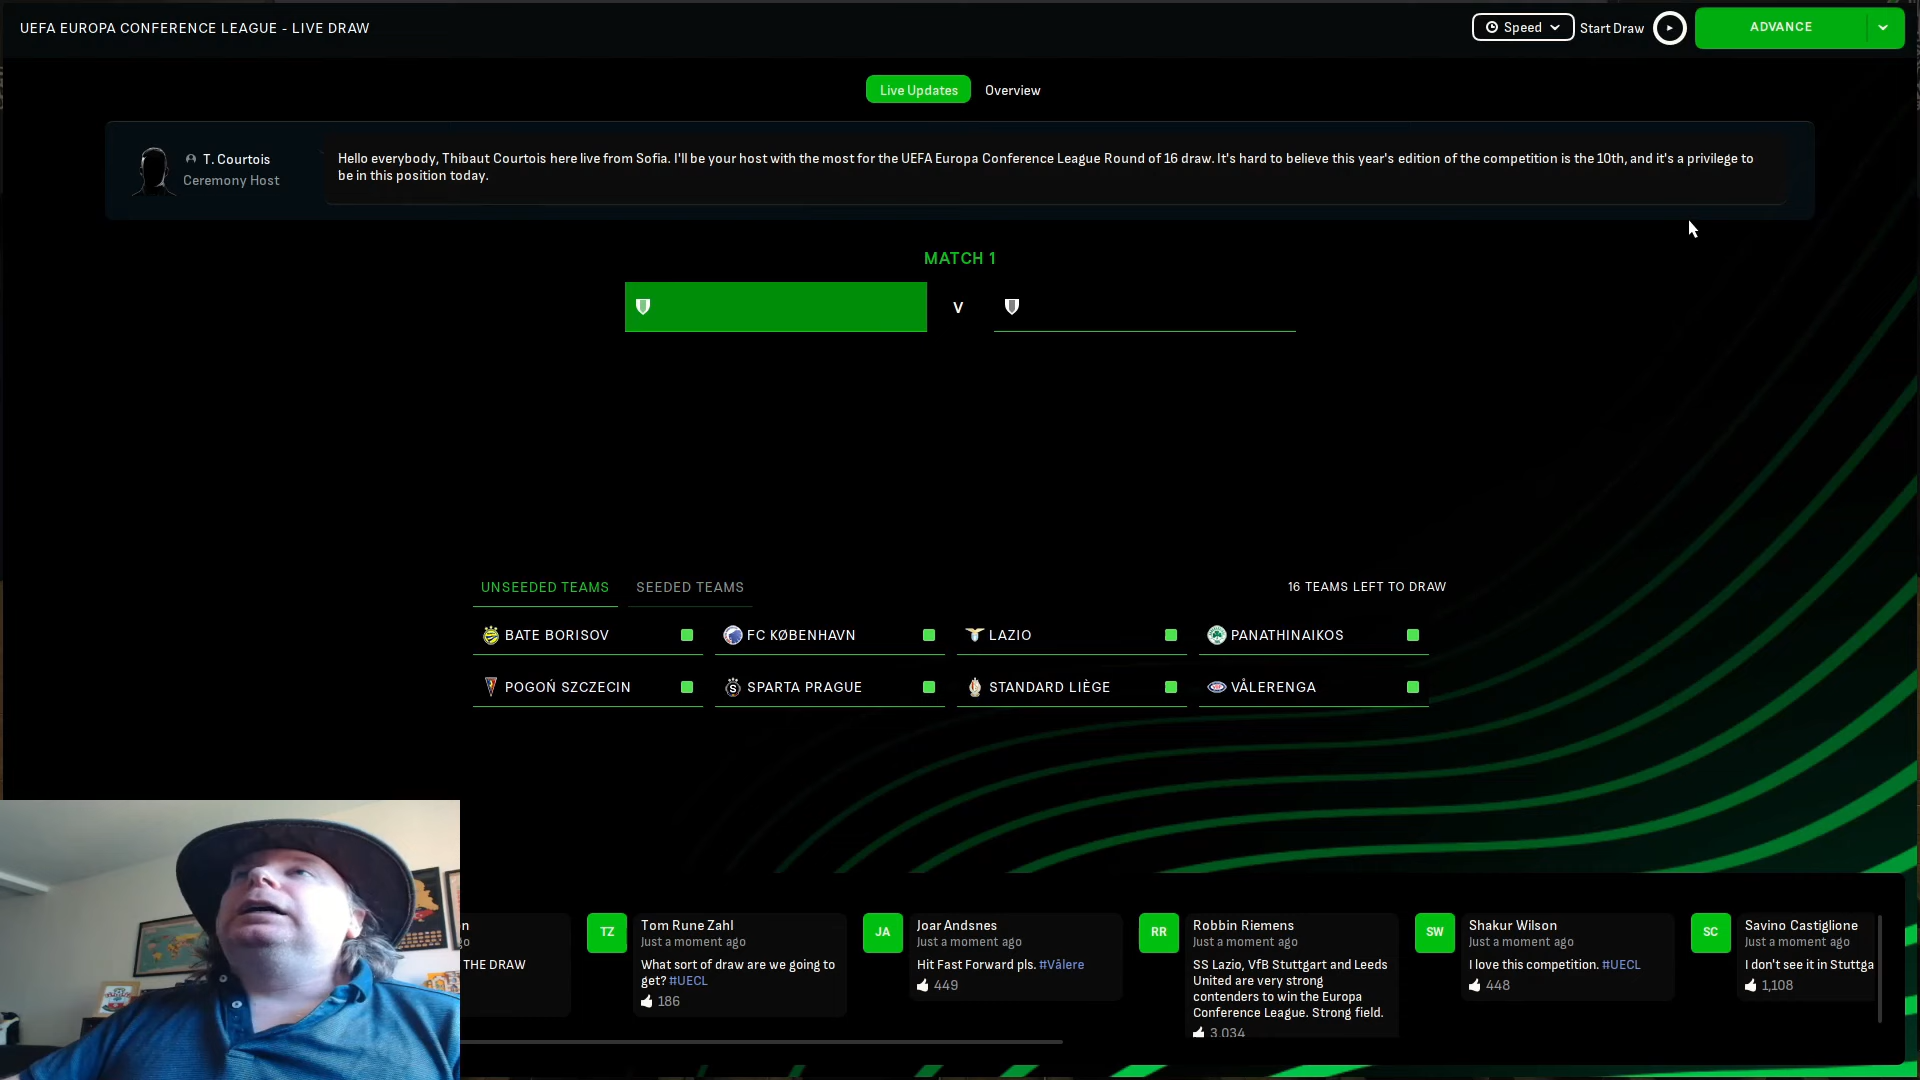 UEFA EUROPA CONFERENCE LEAGUE - LIVE DRAW
Speed
Start Draw
ADVANCE
Live Updates
Overview
T. Courtois
Ceremony Host
Hello everybody, Thibaut Courtois here live from Sofia. I'll be your host with the most for the UEFA Europa Conference League Round of 16 draw. It's hard to believe this year's edition of the competition is the 10th, and it's a privilege to
be in this position today.
MATCH 1
V
UNSEEDED TEAMS
SEEDED TEAMS
16 TEAMS LEFT TO DRAW
BATE BORISOV
FC KØBENHAVN
LAZIO
PANATHINAIKOS
POGOŃ SZCZECIN
SPARTA PRAGUE
STANDARD LIÈGE
VÅLERENGA
n
go
THE DRAW
TZ
Tom Rune Zahl
Just a moment ago
What sort of draw are we going to
get? #UECL
186
JA
Joar Andsnes
Just a moment ago
Hit Fast Forward pls. #Vålere
449
RR
Robbin Riemens
Just a moment ago
SS Lazio, VfB Stuttgart and Leeds
United are very strong
contenders to win the Europa
Conference League. Strong field.
3,034
SW
Shakur Wilson
Just a moment ago
I love this competition. #UECL
448
SC
Savino Castiglione
Just a moment ago
I don't see it in Stuttga
1,108